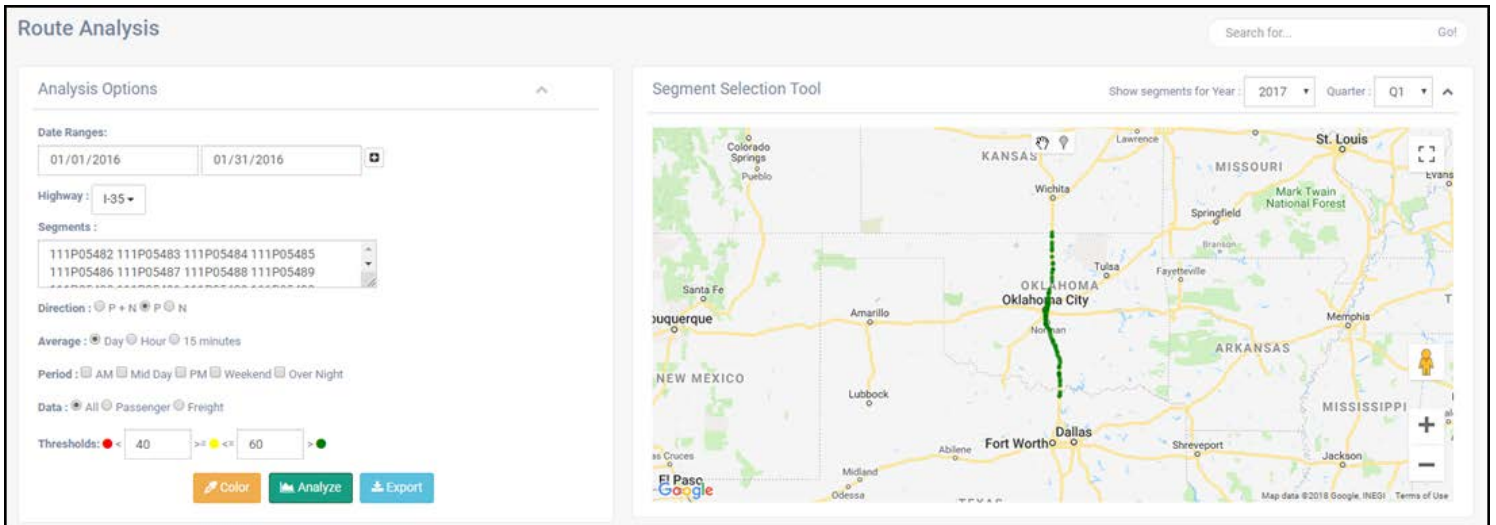 Route Analysis
Search for...
Go!
Analysis Options
Date Ranges:
01/01/2016
01/31/2016
Highway :
I-35
Segments :
111P05482 111P05483 111P05484 111P05485
111P05486 111P05487 111P05488 111P05489
Direction : P + N P N
Average : Day Hour 15 minutes
Period : AM Mid Day PM Weekend Over Night
Data : All Passenger Freight
Thresholds: < 40 >= <= 60 >
Color
Analyze
Export
Segment Selection Tool
Show segments for Year :
2017
Quarter :
Q1
Colorado
Springs
Pueblo
KANSAS
Lawrence
MISSOURI
St. Louis
Evans
Wichita
Mark Twain
National Forest
Springfield
Branson
Tulsa
Fayetteville
Santa Fe
OKLAHOMA
Oklahoma City
Amarillo
buquerque
Norman
Memphis
ARKANSAS
NEW MEXICO
Lubbock
MISSISSIPPI
Dallas
Fort Worth
Abilene
Shreveport
Jackson
as Cruces
Midland
El Paso
Odessa
TEXAS
Google
Map data ©2018 Google, INEGI
Terms of Use